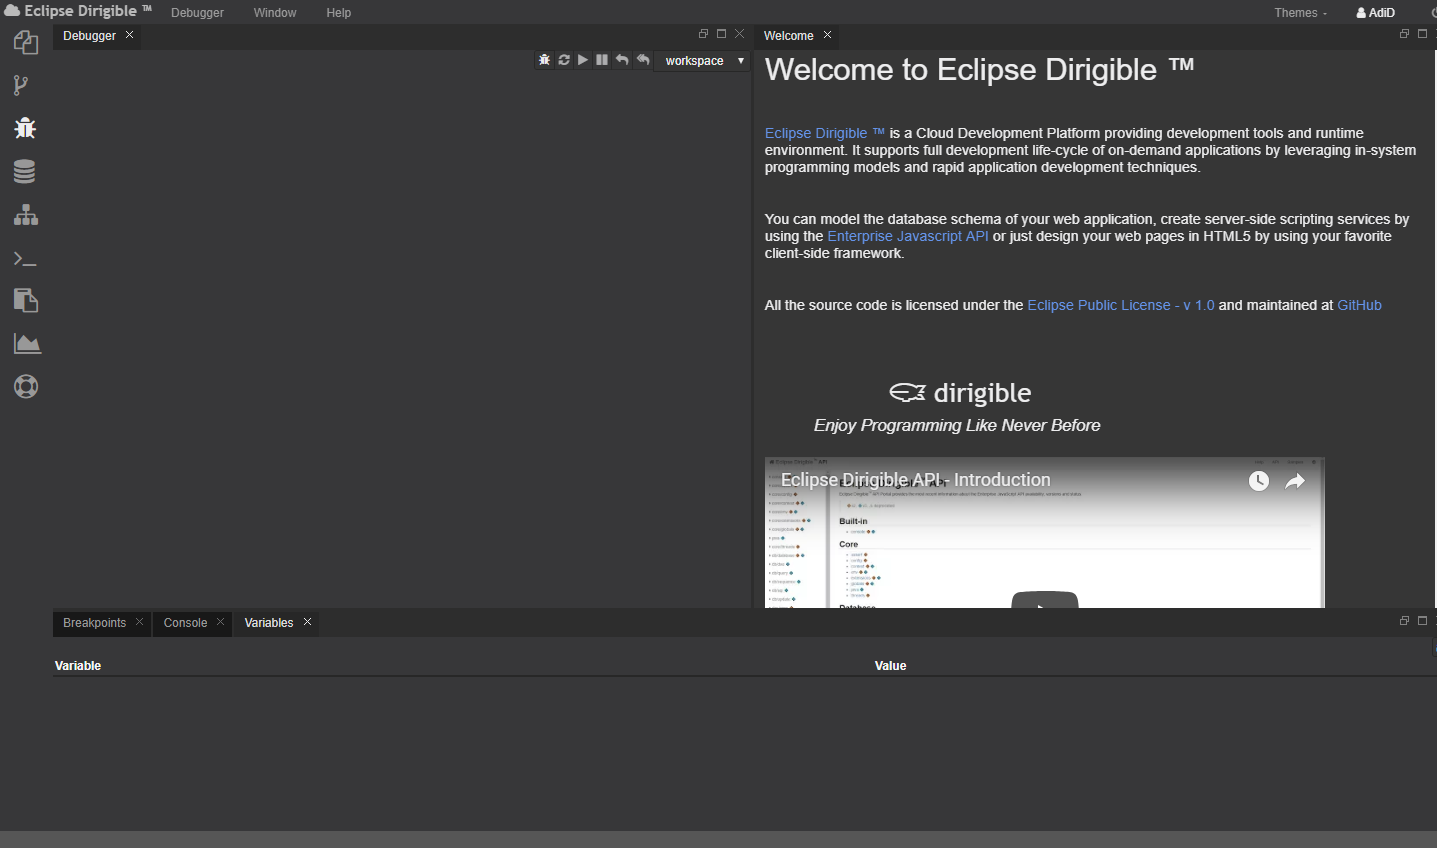 Eclipse Dirigible ™ Debugger Window Help Themes AdiD
Debugger
workspace
Welcome
Welcome to Eclipse Dirigible ™
Eclipse Dirigible ™ is a Cloud Development Platform providing development tools and runtime
environment. It supports full development life-cycle of on-demand applications by leveraging in-system
programming models and rapid application development techniques.
You can model the database schema of your web application, create server-side scripting services by
using the Enterprise Javascript API or just design your web pages in HTML5 by using your favorite
client-side framework.
All the source code is licensed under the Eclipse Public License - v 1.0 and maintained at GitHub
dirigible
Enjoy Programming Like Never Before
Eclipse Dirigible API - Introduction
Built-in
Core
Database
Breakpoints Console Variables
Variable Value